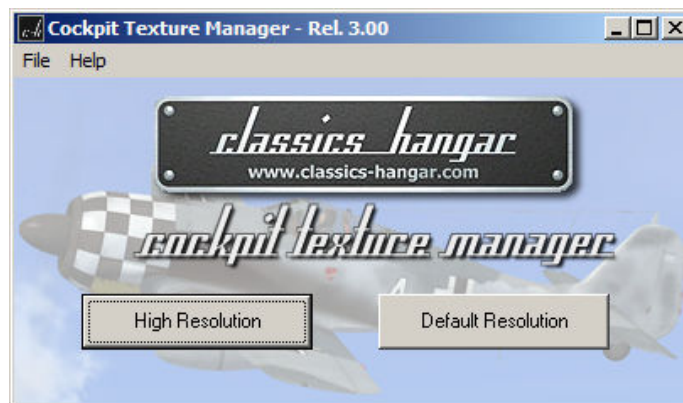 Cockpit Texture Manager - Rel. 3.00
File Help
classics hangar
www.classics-hangar.com
cockpit texture manager
High Resolution Default Resolution